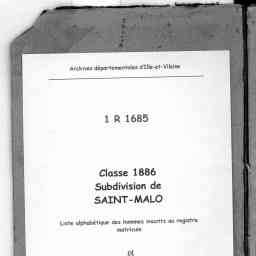 Archives départementales d'Ille-et-Vilaine
1 R 1685
Classe 1886
Subdivision de
SAINT-MALO
Liste alphabétique des hommes inscrits au registre
matricule
et